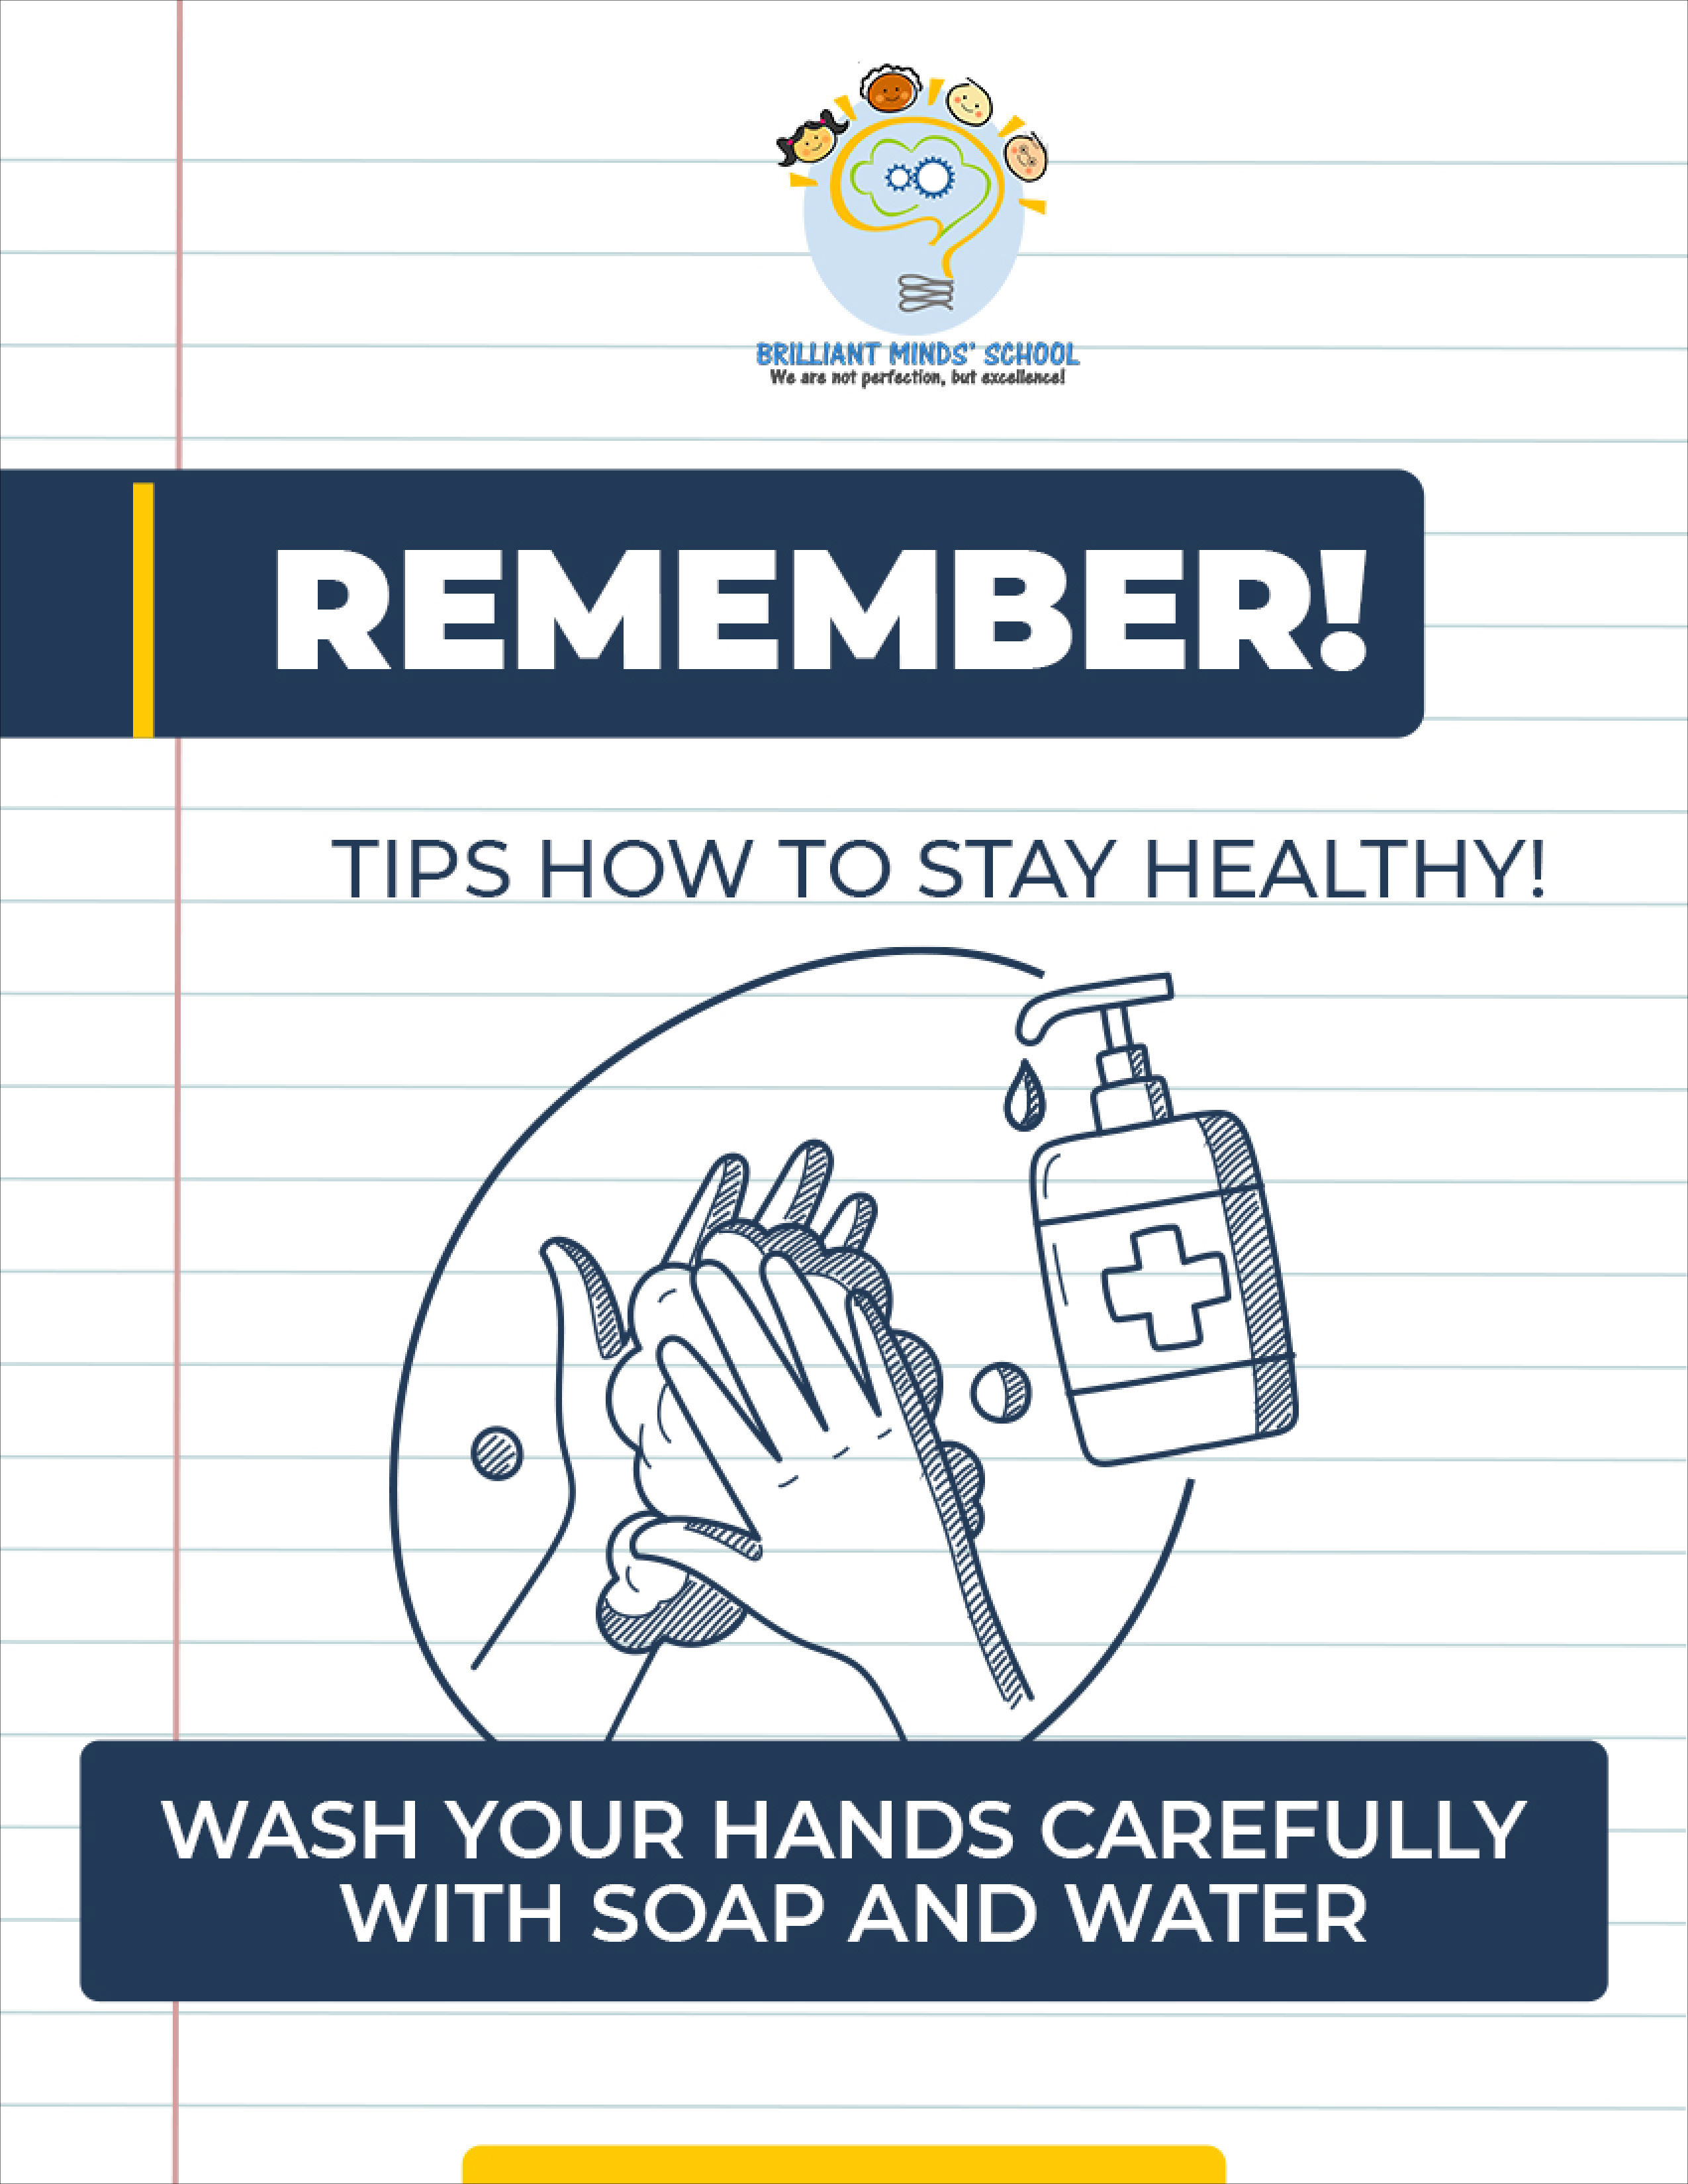 BRILLIANT MINDS' SCHOOL
We are not perfection, but excellence!
REMEMBER!
TIPS HOW TO STAY HEALTHY!
WASH YOUR HANDS CAREFULLY
WITH SOAP AND WATER